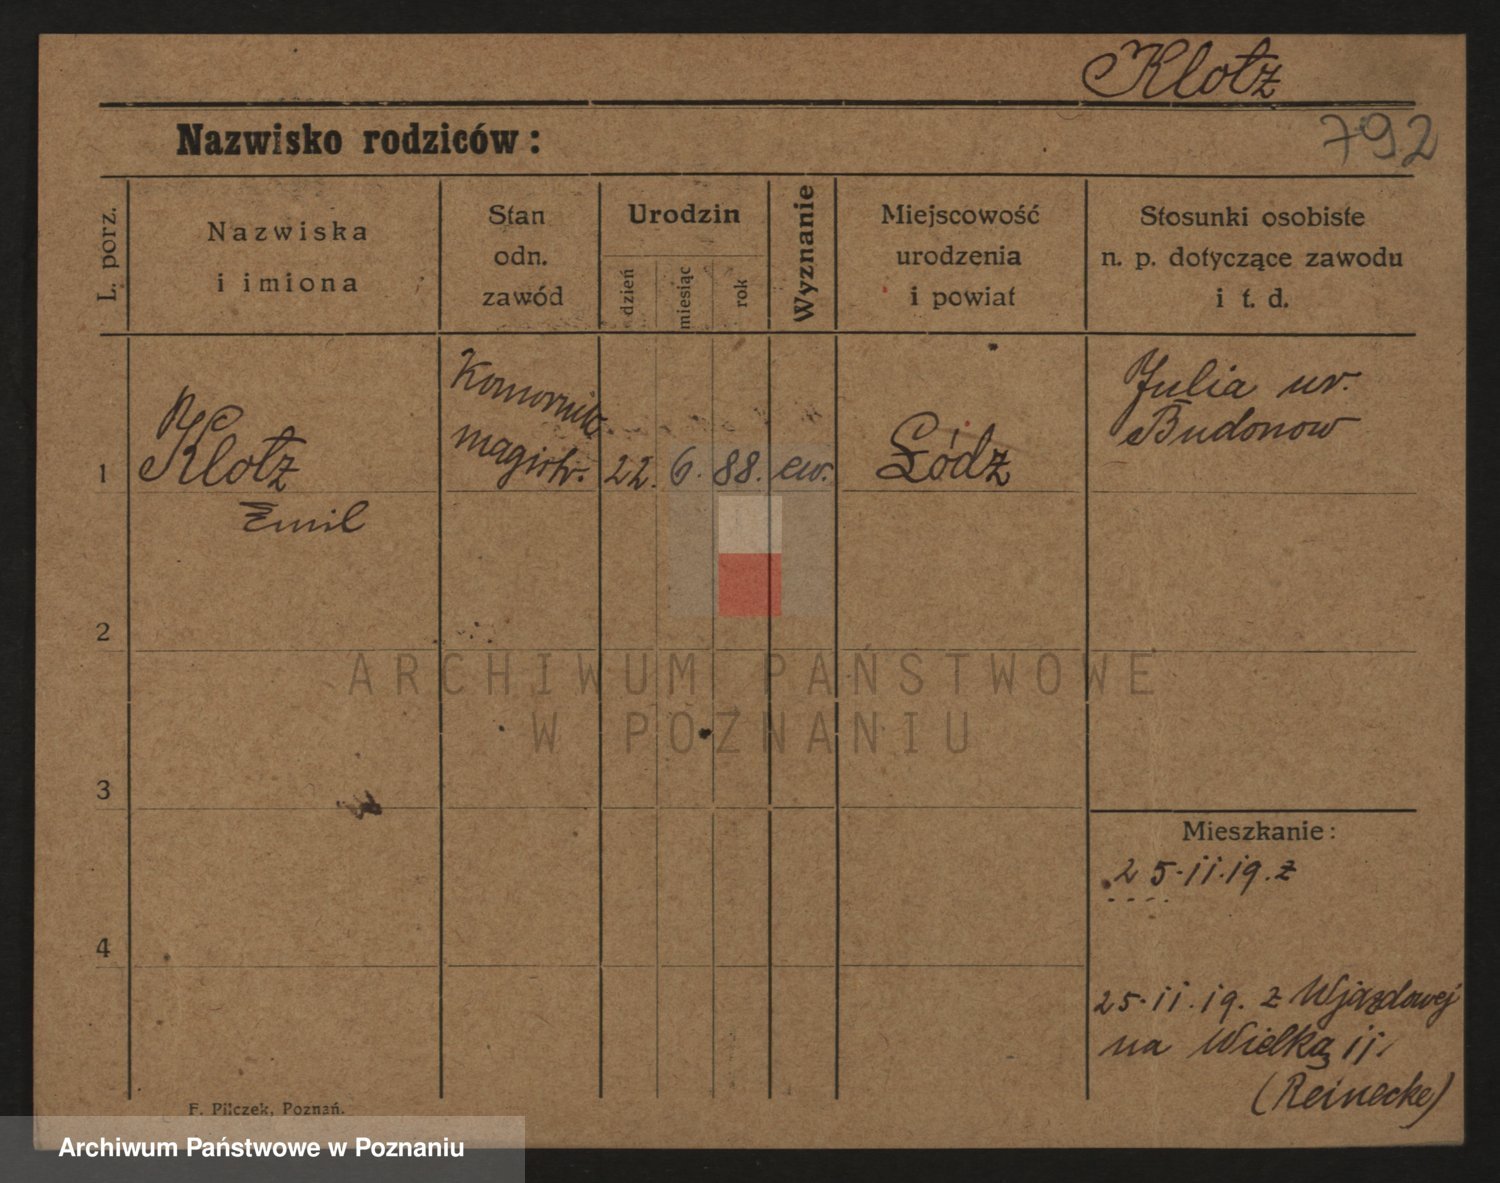 Klotz
Nazwisko rodziców:
792
L. porz.
Nazwiska
i imiona
Stan
odn.
zawód
Urodzin
dzień
miesiąc
rok
Wyznanie
Miejscowość
urodzenia
i powiat
Stosunki osobiste
n. p. dotyczące zawodu
i t. d.
1
Klotz
Emil
Komornik
magistr.
22.
6.
88.
ew.
Łódz
Julia ur.
Budonow
2
3
4
Mieszkanie:
25.11.19. z
25.11.19. z Wjazdowej
na Wielką 11.
(Reinecke)
F. Pilczek, Poznań.
ARCHIWUM PAŃSTWOWE
W POZNANIU
Archiwum Państwowe w Poznaniu